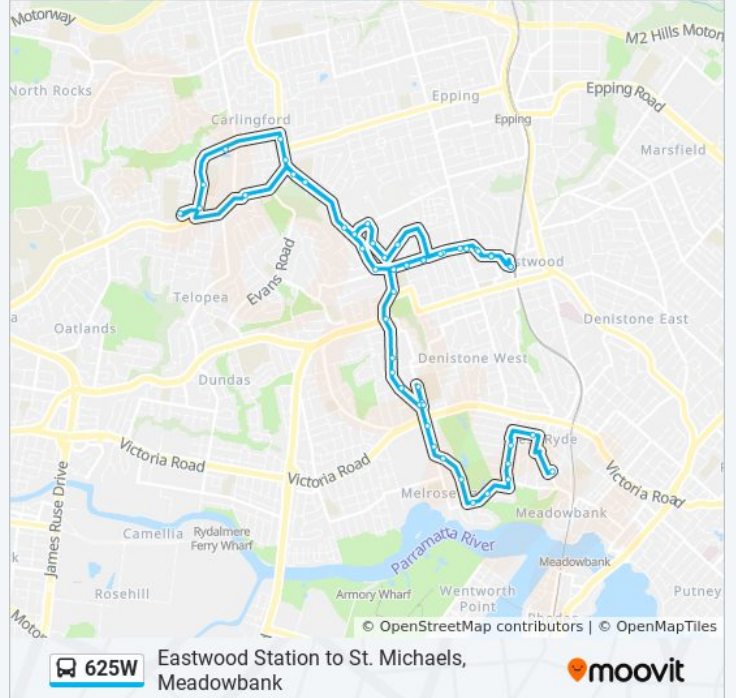 Motorway
M2 Hills Motor
North Rocks
Epping
Epping Road
Carlingford
Epping
Marsfield
stwood
Evans Road
Telopea
Oatlands
Denistone East
Denistone West
Dundas
Victoria Road
Ryde
Victoria Road
Victoria Road
James Ruse Drive
Melrose
Meadowbank
Camellia
Rydalmere
Ferry Wharf
Parramatta River
Meadowbank
Rosehill
Armory Wharf
Wentworth
Point
Putney
Motor
© OpenStreetMap contributors | © OpenMapTiles
625W
Eastwood Station to St. Michaels,
Meadowbank
moovit